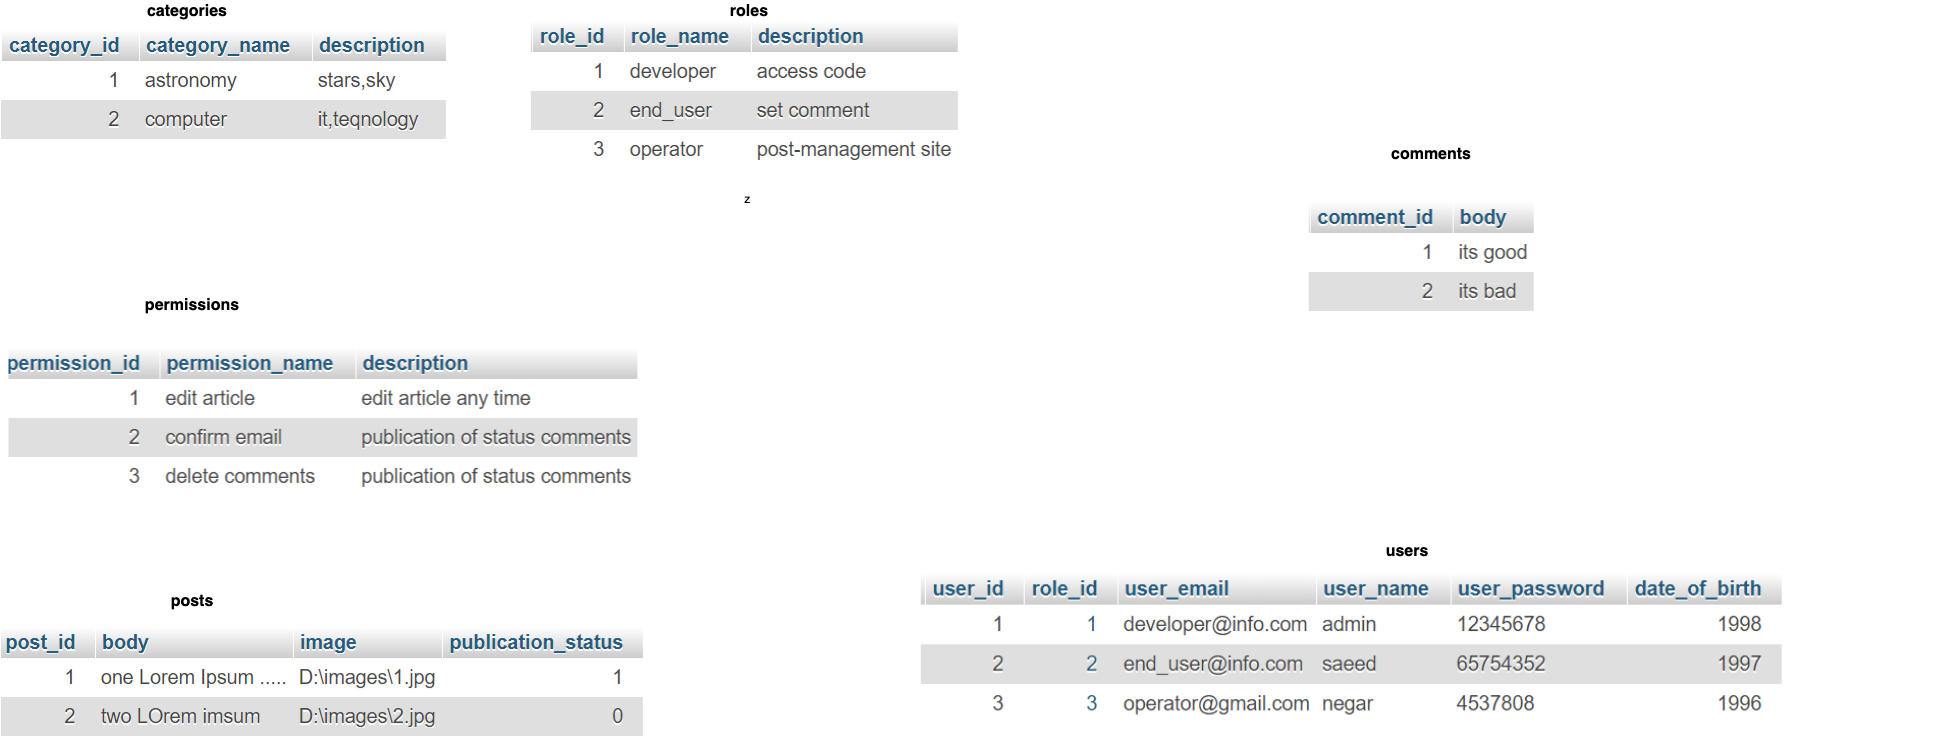 categories
category_id category_name description
1 astronomy stars,sky
2 computer it,teqnology
roles
role_id role_name description
1 developer access code
2 end_user set comment
3 operator post-management site
z
comments
comment_id body
1 its good
2 its bad
permissions
permission_id permission_name description
1 edit article edit article any time
2 confirm email publication of status comments
3 delete comments publication of status comments
posts
post_id body image publication_status
1 one Lorem Ipsum ..... D:\images\1.jpg 1
2 two LOrem imsum D:\images\2.jpg 0
users
user_id role_id user_email user_name user_password date_of_birth
1 1 developer@info.com admin 12345678 1998
2 2 end_user@info.com saeed 65754352 1997
3 3 operator@gmail.com negar 4537808 1996